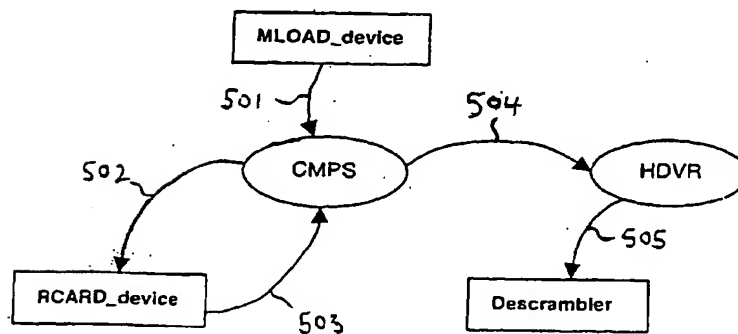 MLOAD_device
501
504
CMPS
HDVR
502
505
RCARD_device
503
Descrambler